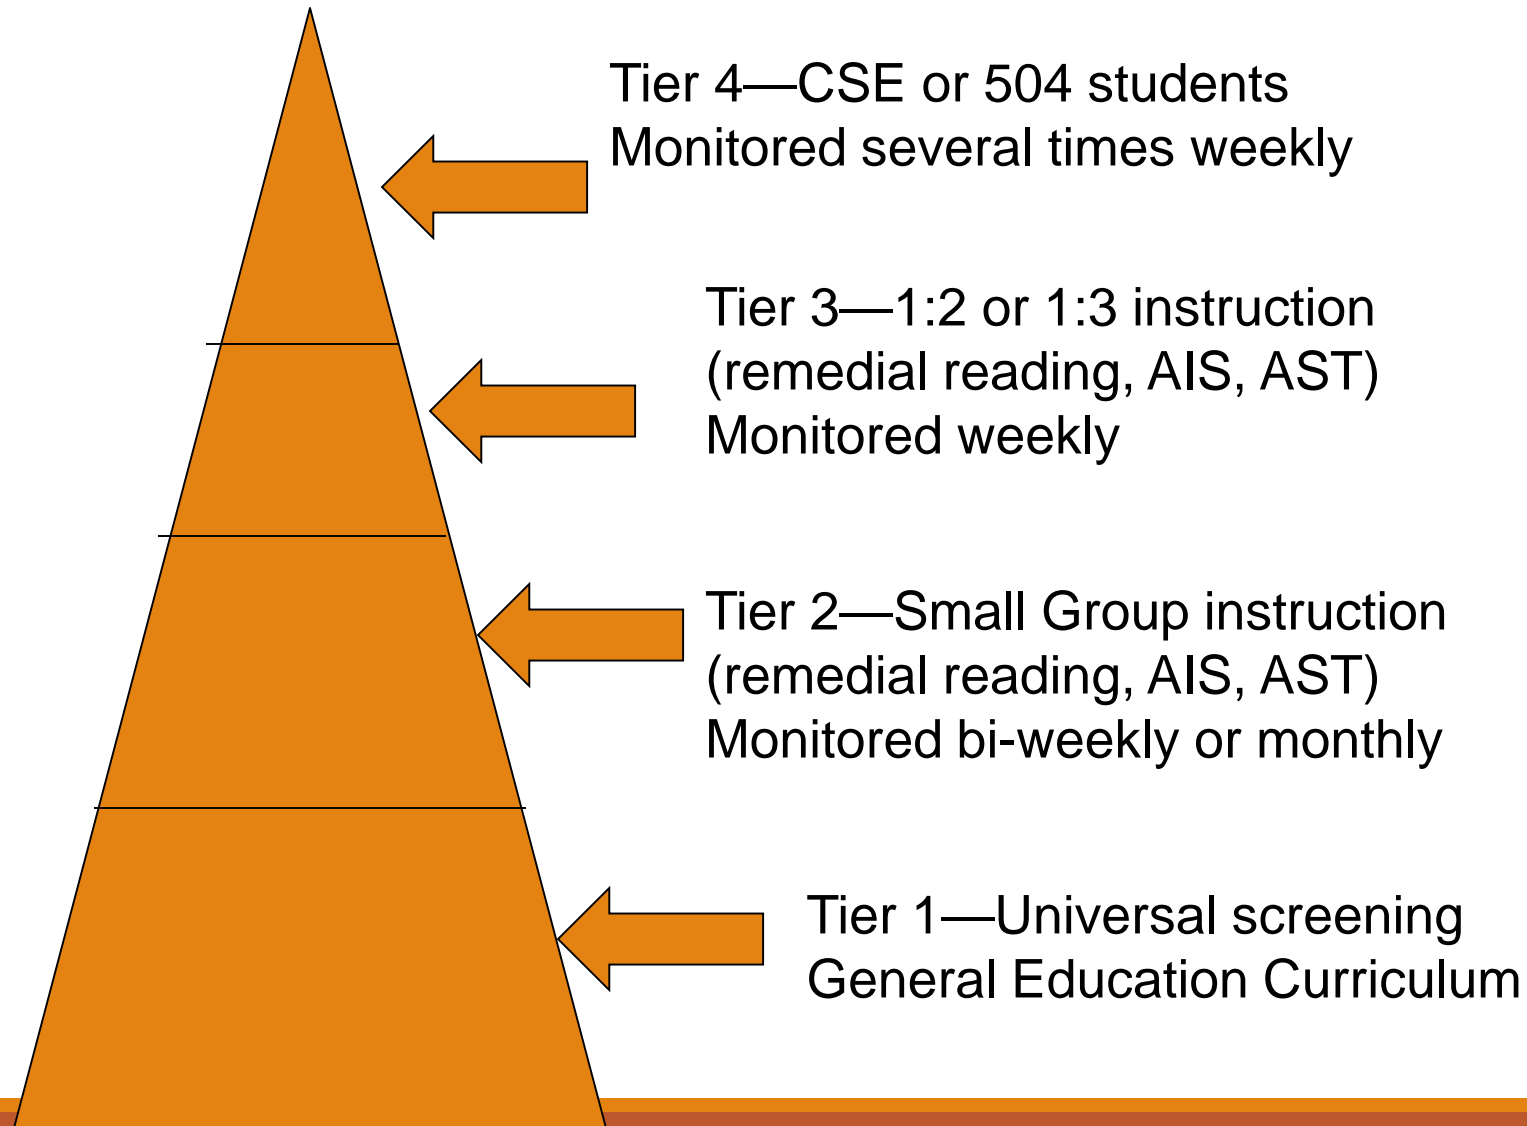 Tier 4—CSE or 504 students
Monitored several times weekly
Tier 3—1:2 or 1:3 instruction
(remedial reading, AIS, AST)
Monitored weekly
Tier 2—Small Group instruction
(remedial reading, AIS, AST)
Monitored bi-weekly or monthly
Tier 1—Universal screening
General Education Curriculum